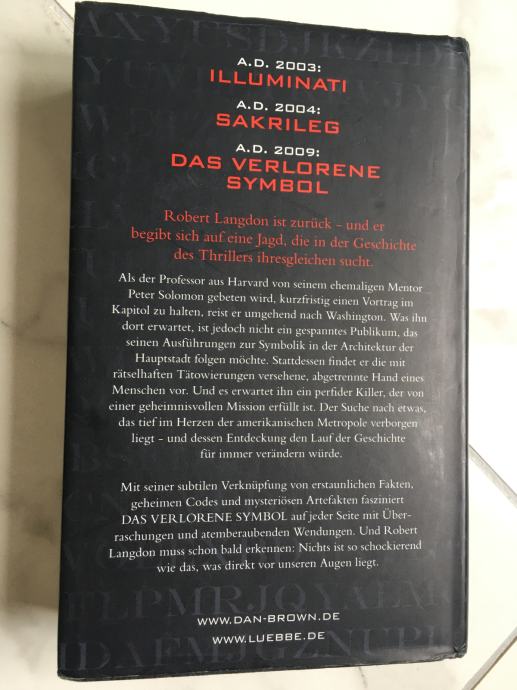 A.D. 2003:
ILLUMINATI
A.D. 2004:
SAKRILEG
A.D. 2009:
DAS VERLORENE
SYMBOL
Robert Langdon ist zurück – und er
begibt sich auf eine Jagd, die in der Geschichte
des Thrillers ihresgleichen sucht.
Als der Professor aus Harvard von seinem ehemaligen Mentor
Peter Solomon gebeten wird, kurzfristig einen Vortrag im
Kapitol zu halten, reist er umgehend nach Washington. Was ihn
dort erwartet, ist jedoch nicht ein gespanntes Publikum, das
seinen Ausführungen zur Symbolik in der Architektur der
Hauptstadt folgen möchte. Stattdessen findet er die mit
rätselhaften Tätowierungen versehene, abgetrennte Hand eines
Menschen vor. Und es erwartet ihn ein perfider Killer, der von
einer geheimnisvollen Mission erfüllt ist. Der Suche nach etwas,
das tief im Herzen der amerikanischen Metropole verborgen
liegt – und dessen Entdeckung den Lauf der Geschichte
für immer verändern würde.
Mit seiner subtilen Verknüpfung von erstaunlichen Fakten,
geheimen Codes und mysteriösen Artefakten fasziniert
DAS VERLORENE SYMBOL auf jeder Seite mit Über-
raschungen und atemberaubenden Wendungen. Und Robert
Langdon muss schon bald erkennen: Nichts ist so schockierend
wie das, was direkt vor unseren Augen liegt.
WWW.DAN-BROWN.DE
WWW.LUEBBE.DE